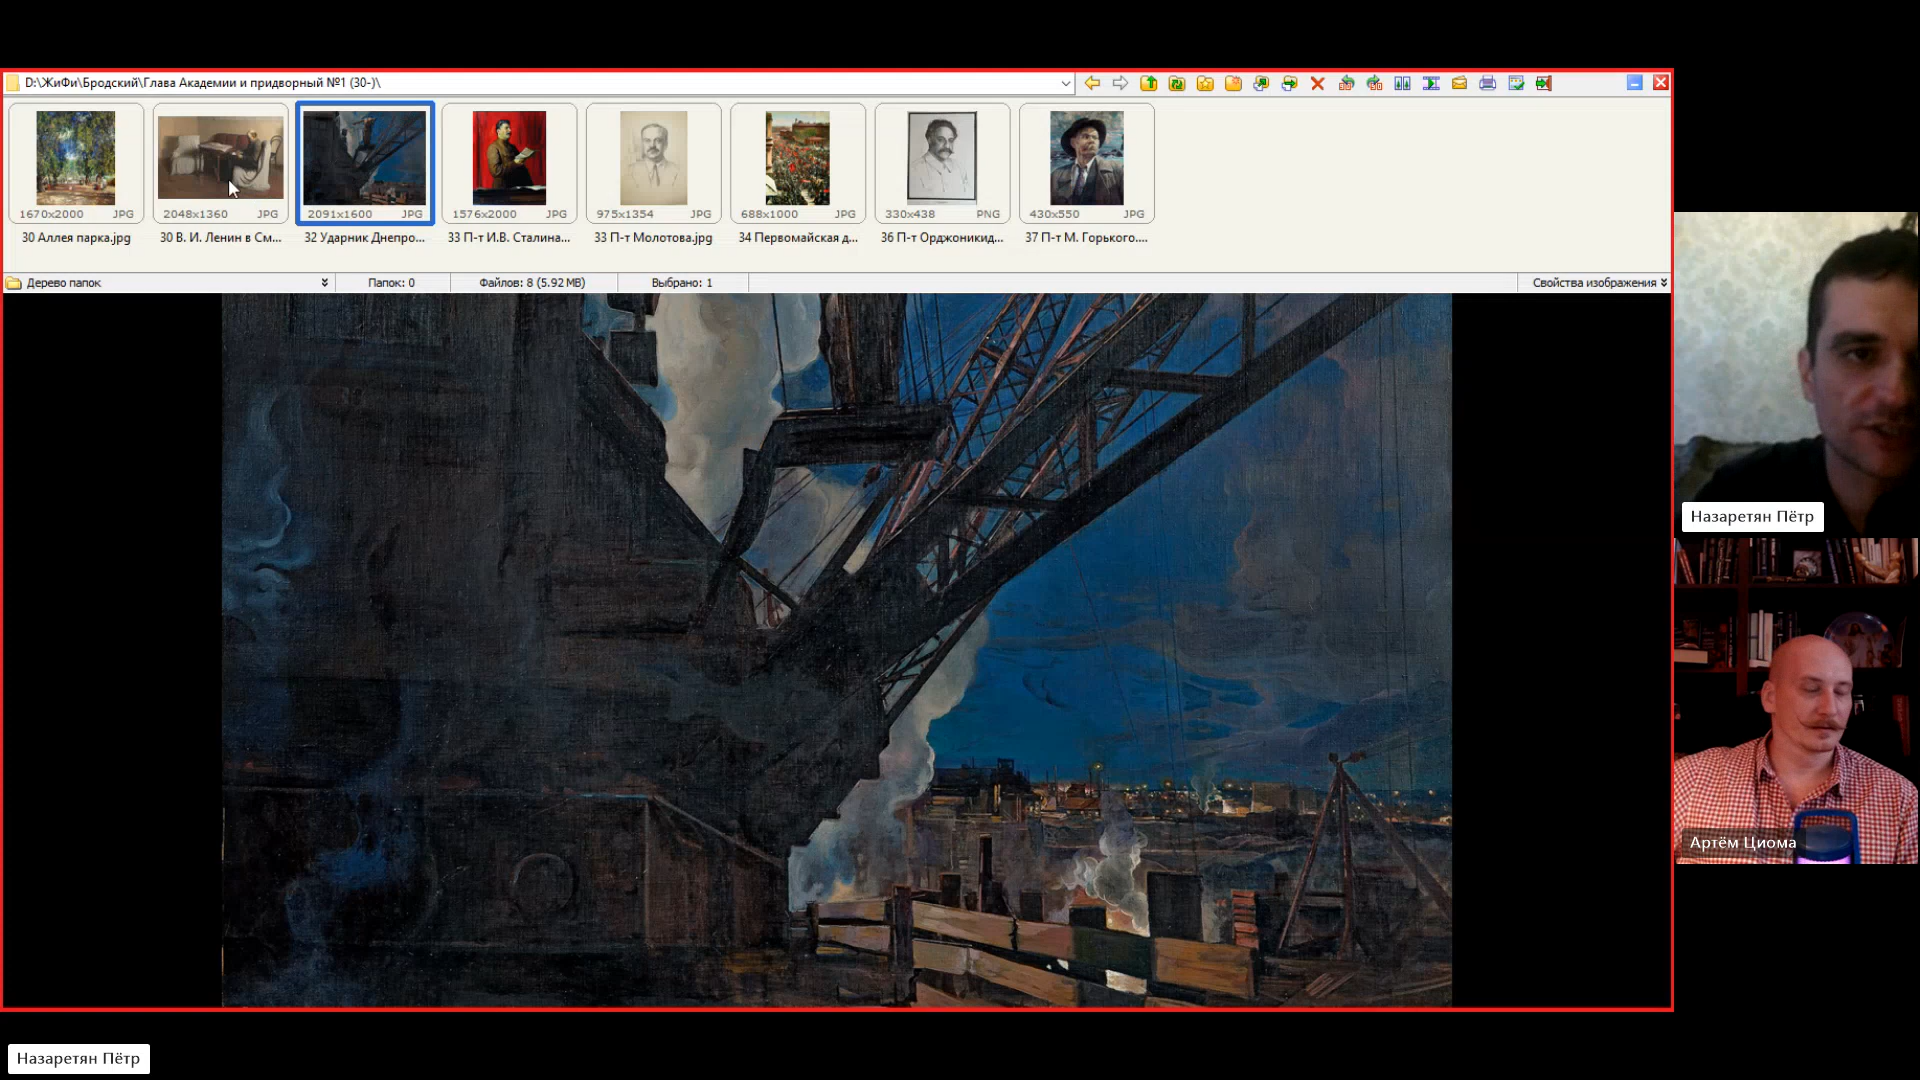 D:\ЖиФи\Бродский\Глава Академии и придворный №1 (30-)\
1670x2000 JPG
2048x1360 JPG
2091x1600 JPG
1576x2000 JPG
975x1354 JPG
688x1000 JPG
330x438 PNG
430x550 JPG
30 Аллея парка.jpg
30 В. И. Ленин в См...
32 Ударник Днепро...
33 П-т И.В. Сталина...
33 П-т Молотова.jpg
34 Первомайская д...
36 П-т Орджоникид...
37 П-т М. Горького....
Дерево папок
Папок: 0
Файлов: 8 (5.92 MB)
Выбрано: 1
Свойства изображения
Назаретян Пётр
Артём Циома
Назаретян Пётр